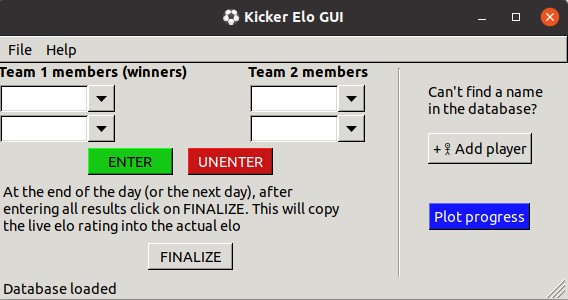 Kicker Elo GUI
File Help
Team 1 members (winners) Team 2 members
ENTER UNENTER
At the end of the day (or the next day), after
entering all results click on FINALIZE. This will copy
the live elo rating into the actual elo
FINALIZE
Can't find a name
in the database?
+ Add player
Plot progress
Database loaded